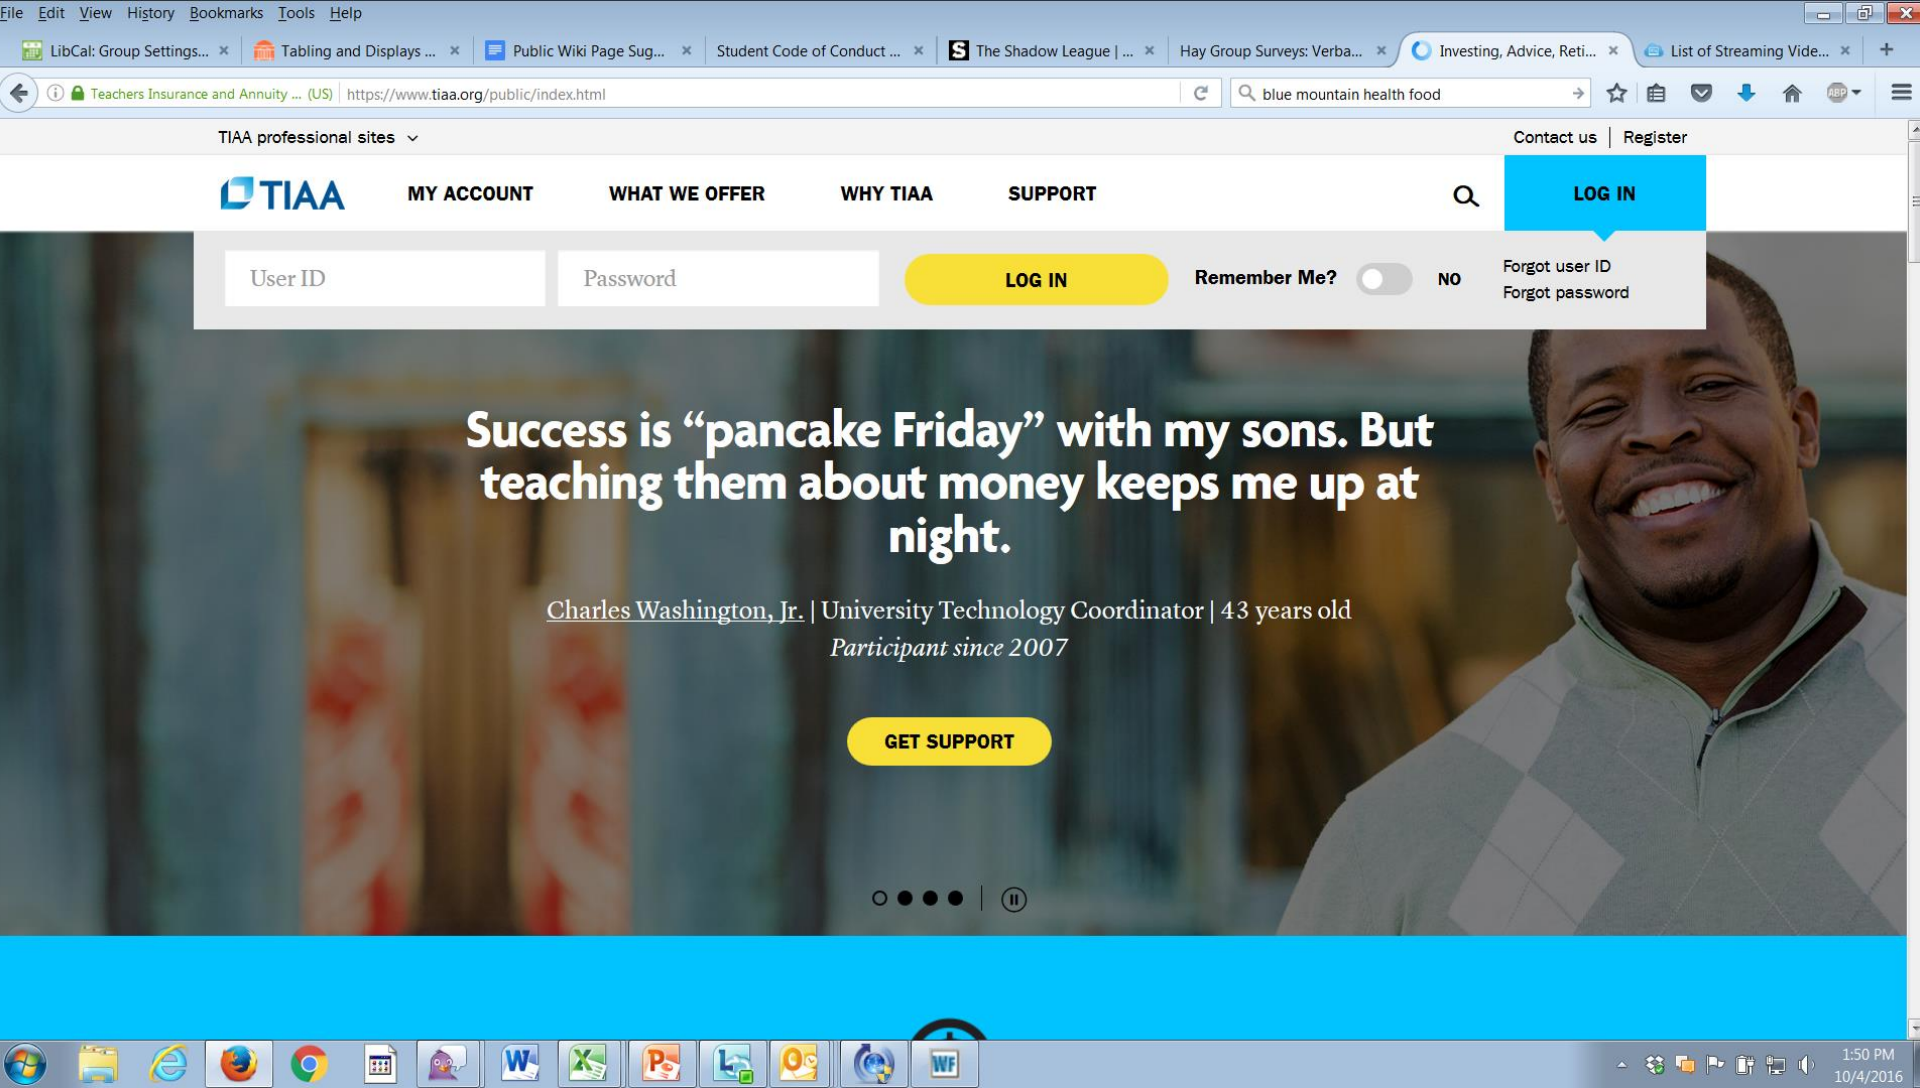 File Edit View History Bookmarks Tools Help
LibCal: Group Settings... × Tabling and Displays ... × Public Wiki Page Sug... × Student Code of Conduct ... × S The Shadow League | ... × Hay Group Surveys: Verba... × Investing, Advice, Reti... × List of Streaming Vide... × +
Teachers Insurance and Annuity ... (US) https://www.tiaa.org/public/index.html blue mountain health food ABP
TIAA professional sites Contact us | Register
TIAA MY ACCOUNT WHAT WE OFFER WHY TIAA SUPPORT LOG IN
User ID Password LOG IN Remember Me? NO
Forgot user ID
Forgot password
Success is “pancake Friday” with my sons. But
teaching them about money keeps me up at
night.
Charles Washington, Jr. | University Technology Coordinator | 43 years old
Participant since 2007
GET SUPPORT
WF
1:50 PM
10/4/2016